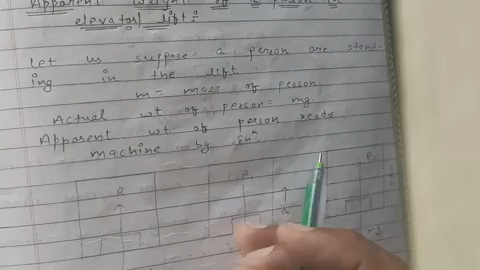 Apparent weight of a person in
elevator/lift :
Let us suppose a person are stand-
ing in the lift.
m = mass of person.
Actual wt of person = mg.
Apparent wt of person reads
machine by
R
R
a
R